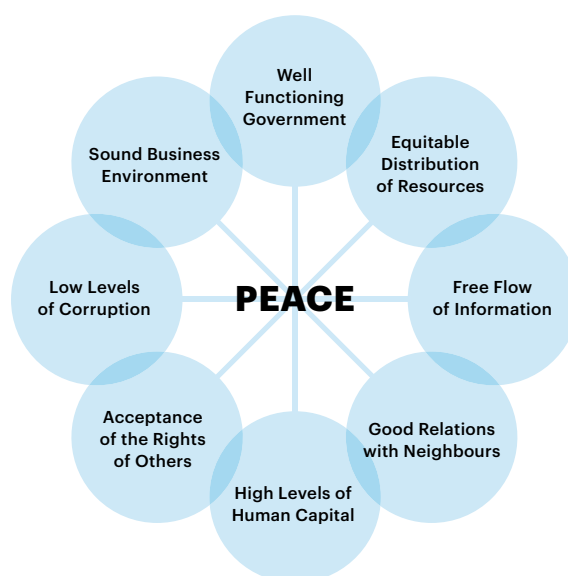 Well
Functioning
Government
Equitable
Distribution
of Resources
Free Flow
of Information
Good Relations
with Neighbours
High Levels of
Human Capital
Acceptance
of the Rights
of Others
Low Levels
of Corruption
Sound Business
Environment
PEACE